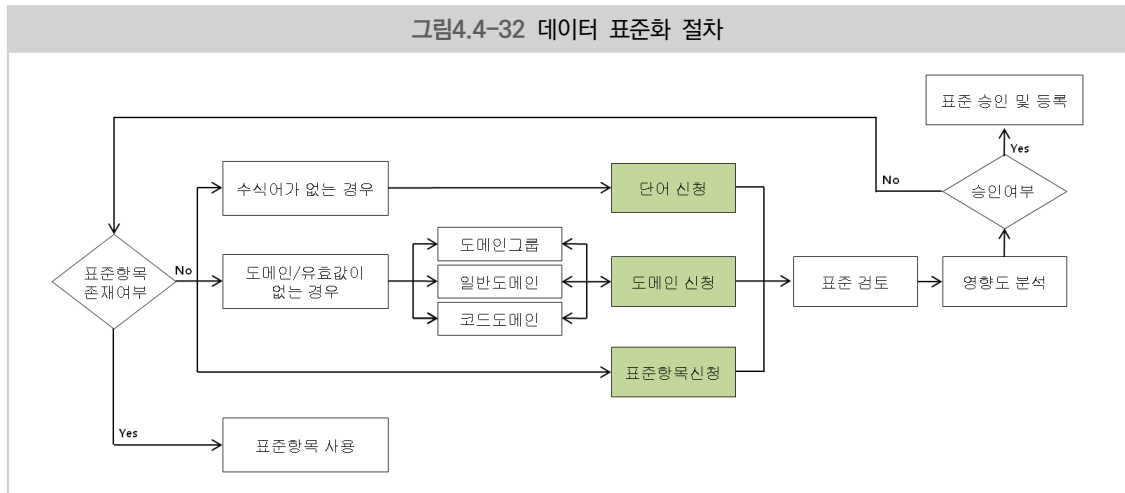 그림4.4-32 데이터 표준화 절차
표준 승인 및 등록
Yes
No
승인여부
수식어가 없는 경우
단어 신청
도메인그룹
표준항목
존재여부
No
도메인/유효값이
없는 경우
일반도메인
도메인 신청
표준 검토
영향도 분석
코드도메인
표준항목신청
Yes
표준항목 사용